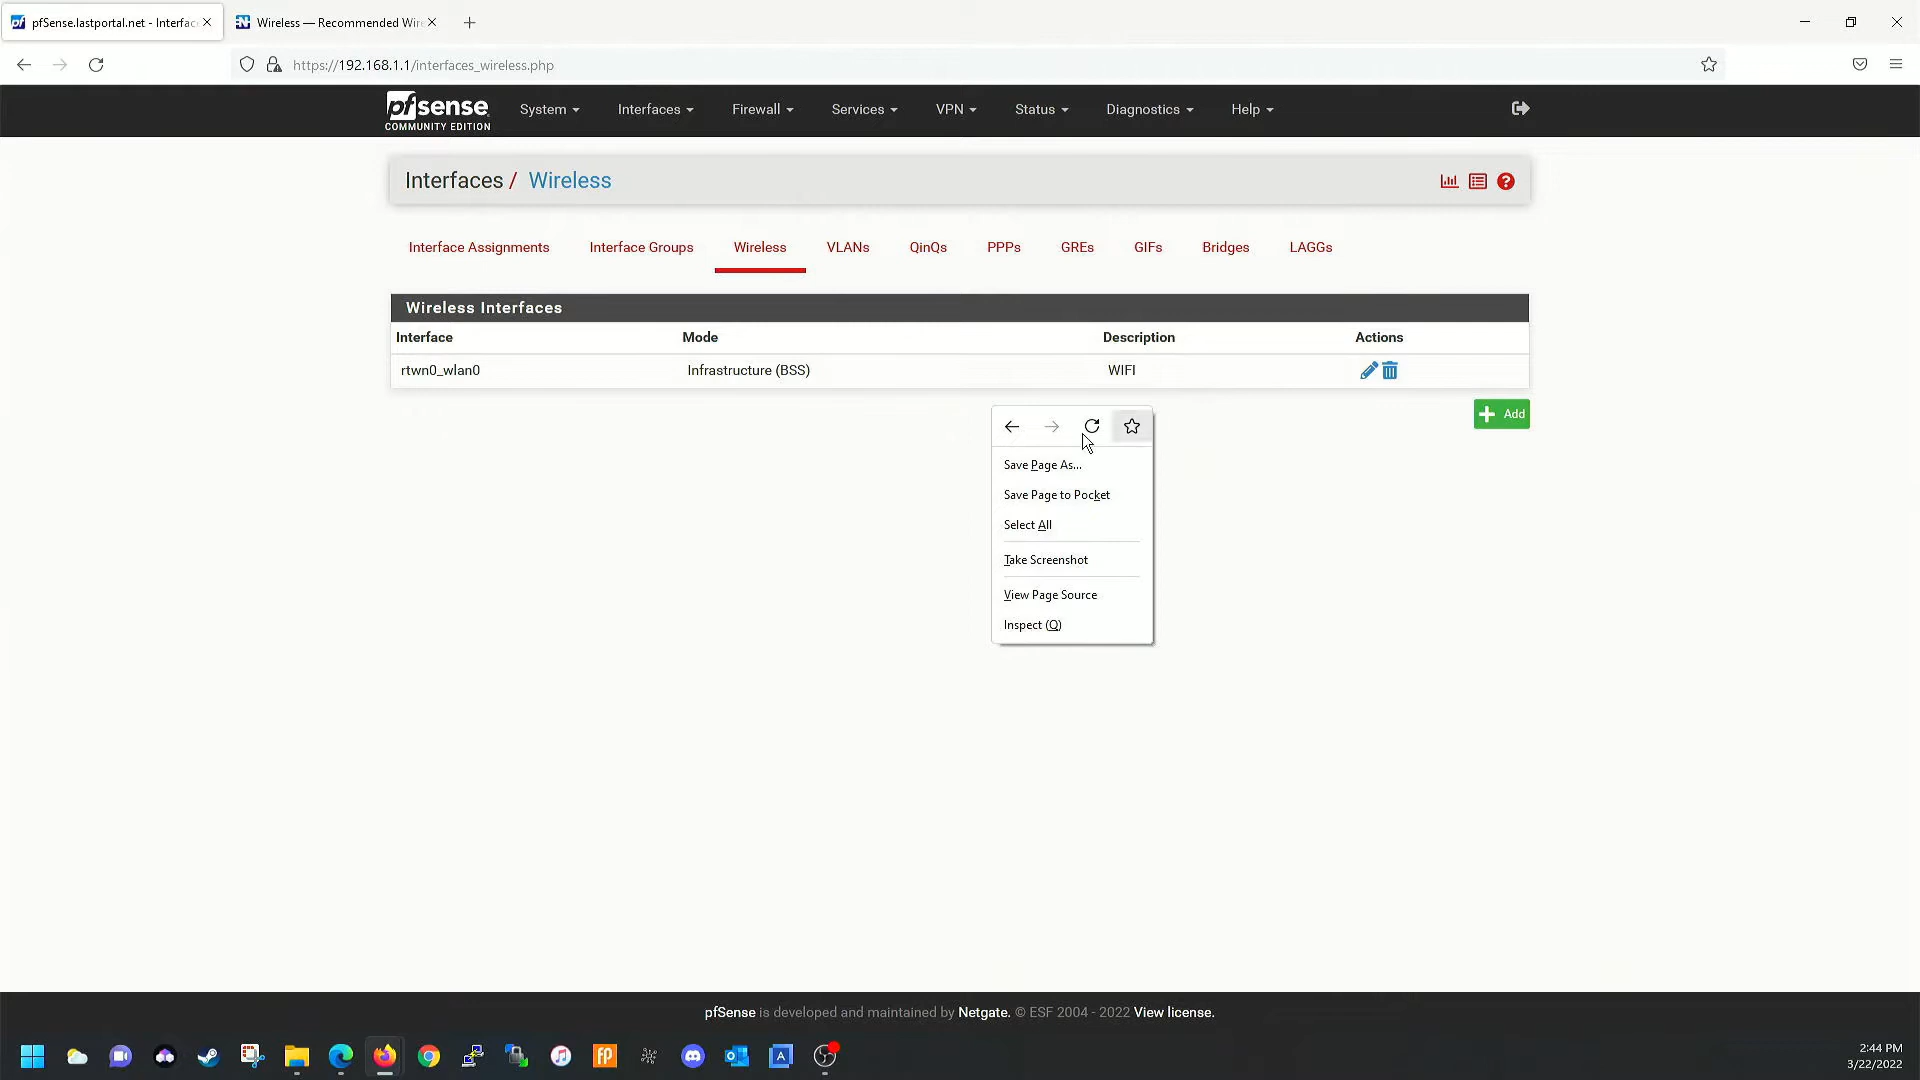 pfSense.lastportal.net - Interfac
Wireless — Recommended Wir
https://192.168.1.1/interfaces_wireless.php
pfsense
COMMUNITY EDITION
System
Interfaces
Firewall
Services
VPN
Status
Diagnostics
Help
Interfaces / Wireless
Interface Assignments
Interface Groups
Wireless
VLANs
QinQs
PPPs
GREs
GIFs
Bridges
LAGGs
Wireless Interfaces
Interface Mode Description Actions
rtwn0_wlan0 Infrastructure (BSS) WIFI
Add
Save Page As...
Save Page to Pocket
Select All
Take Screenshot
View Page Source
Inspect (Q)
pfSense is developed and maintained by Netgate. © ESF 2004 - 2022 View license.
2:44 PM
3/22/2022